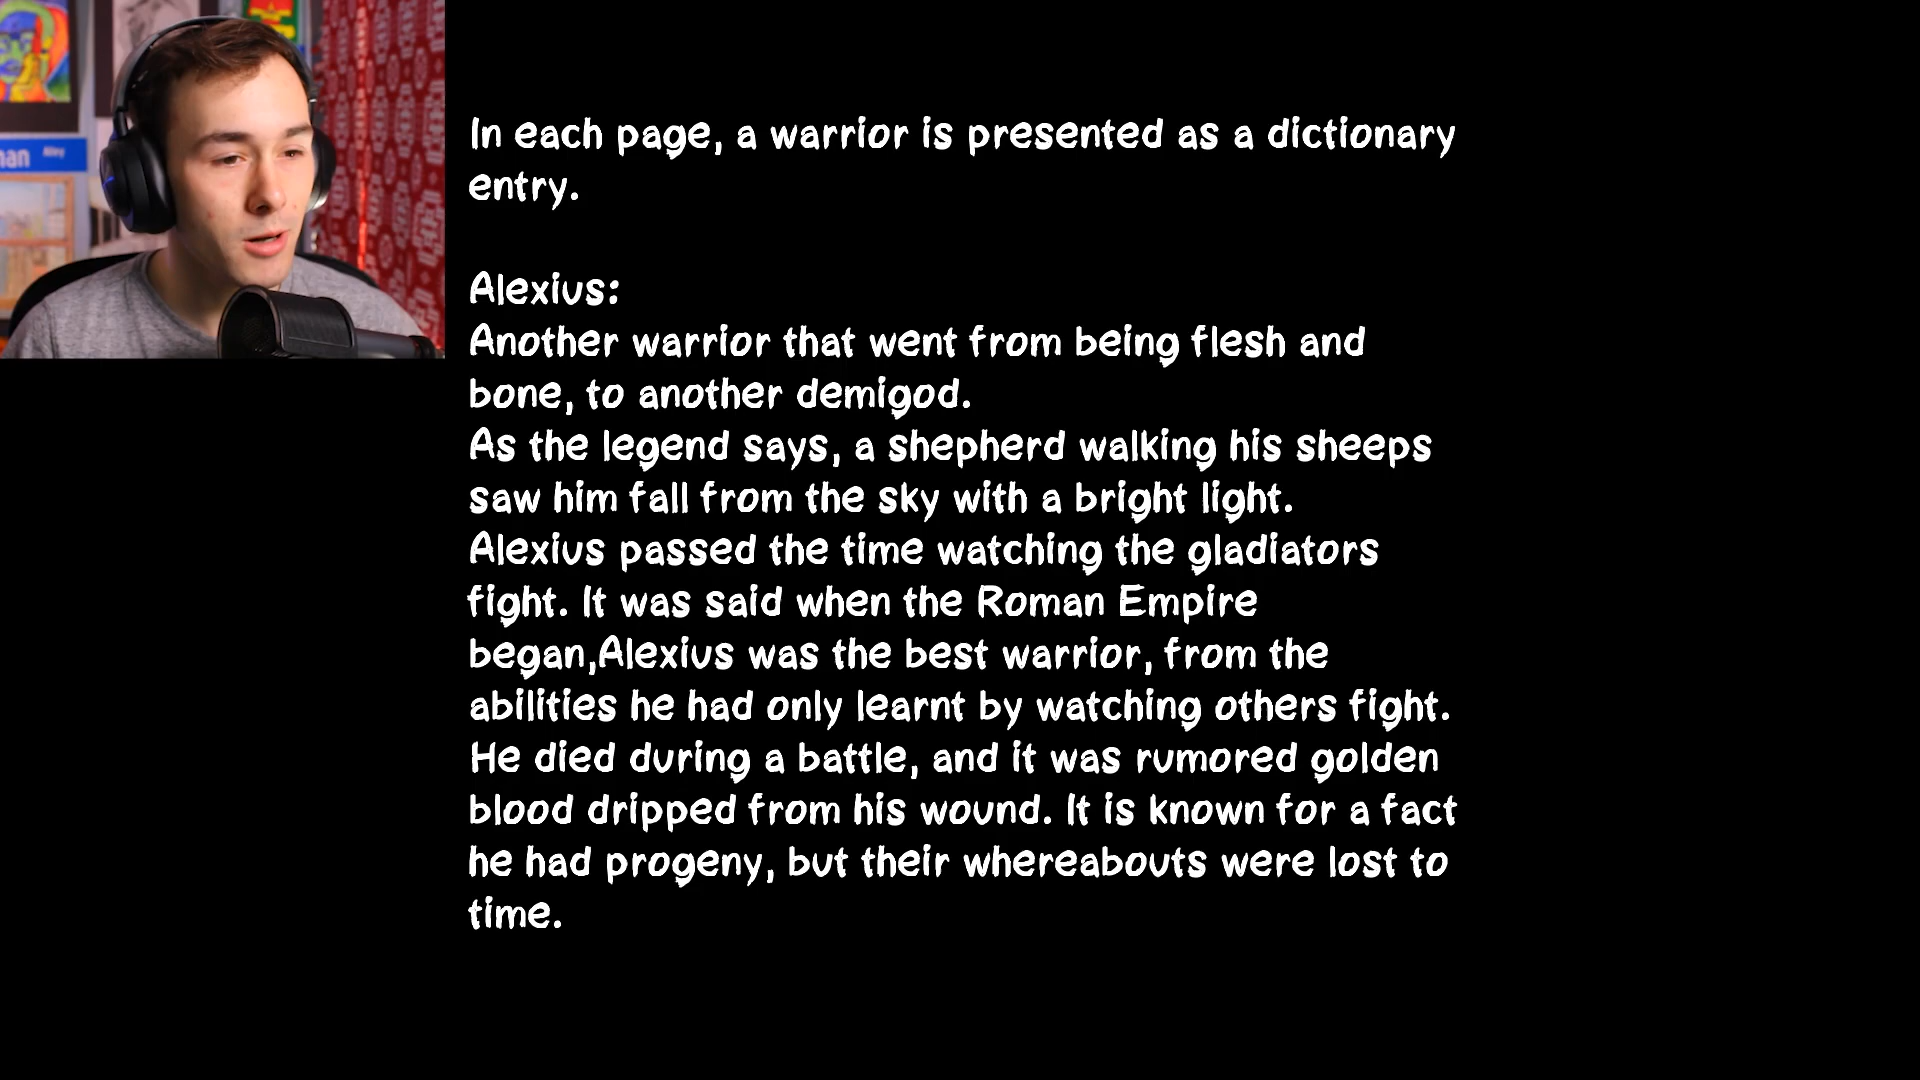 In each page, a warrior is presented as a dictionary
entry.
Alexius:
Another warrior that went from being flesh and
bone, to another demigod.
As the legend says, a shepherd walking his sheeps
saw him fall from the sky with a bright light.
Alexius passed the time watching the gladiators
fight. It was said when the Roman Empire
began,Alexius was the best warrior, from the
abilities he had only learnt by watching others fight.
He died during a battle, and it was rumored golden
blood dripped from his wound. It is known for a fact
he had progeny, but their whereabouts were lost to
time.